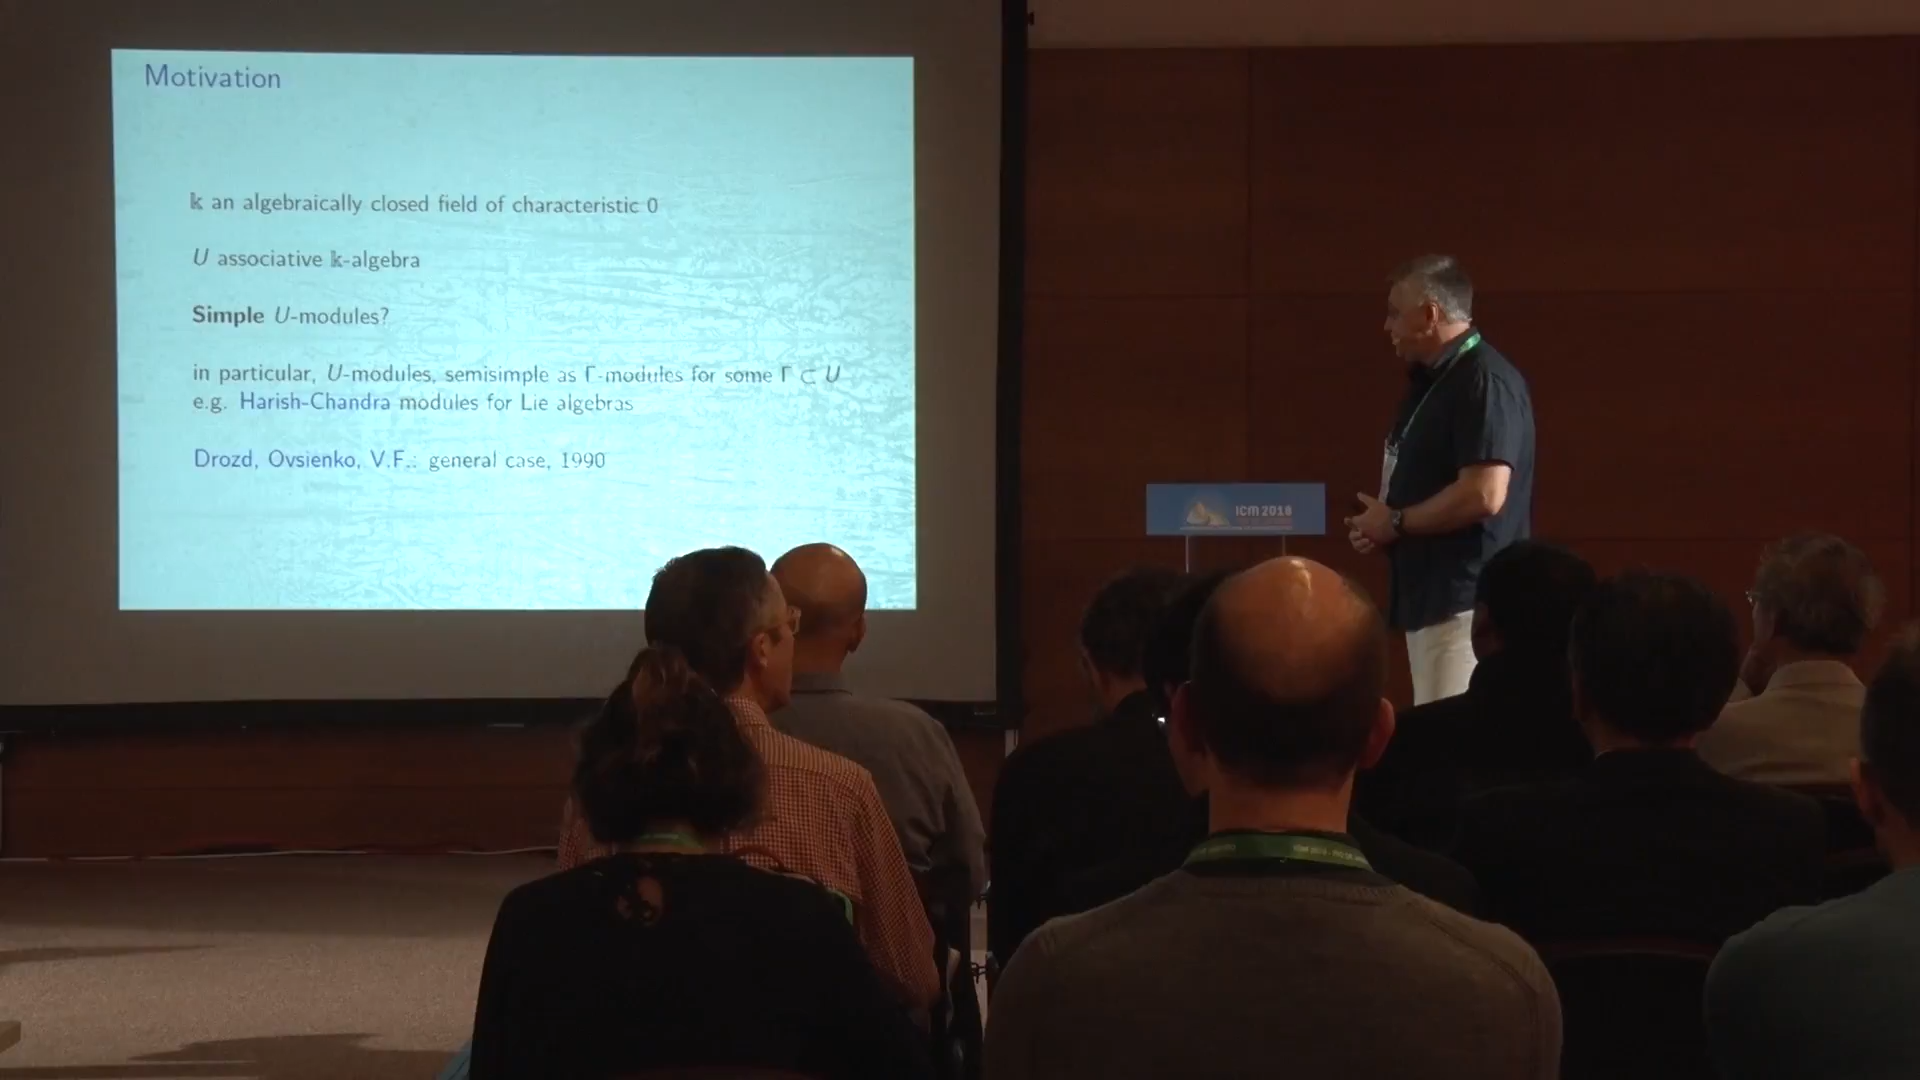 Motivation
𝕜 an algebraically closed field of characteristic 0
U associative 𝕜-algebra
Simple U-modules?
in particular, U-modules, semisimple as Γ-modules for some Γ ⊂ U
e.g. Harish-Chandra modules for Lie algebras
Drozd, Ovsienko, V.F.: general case, 1990
ICM 2018